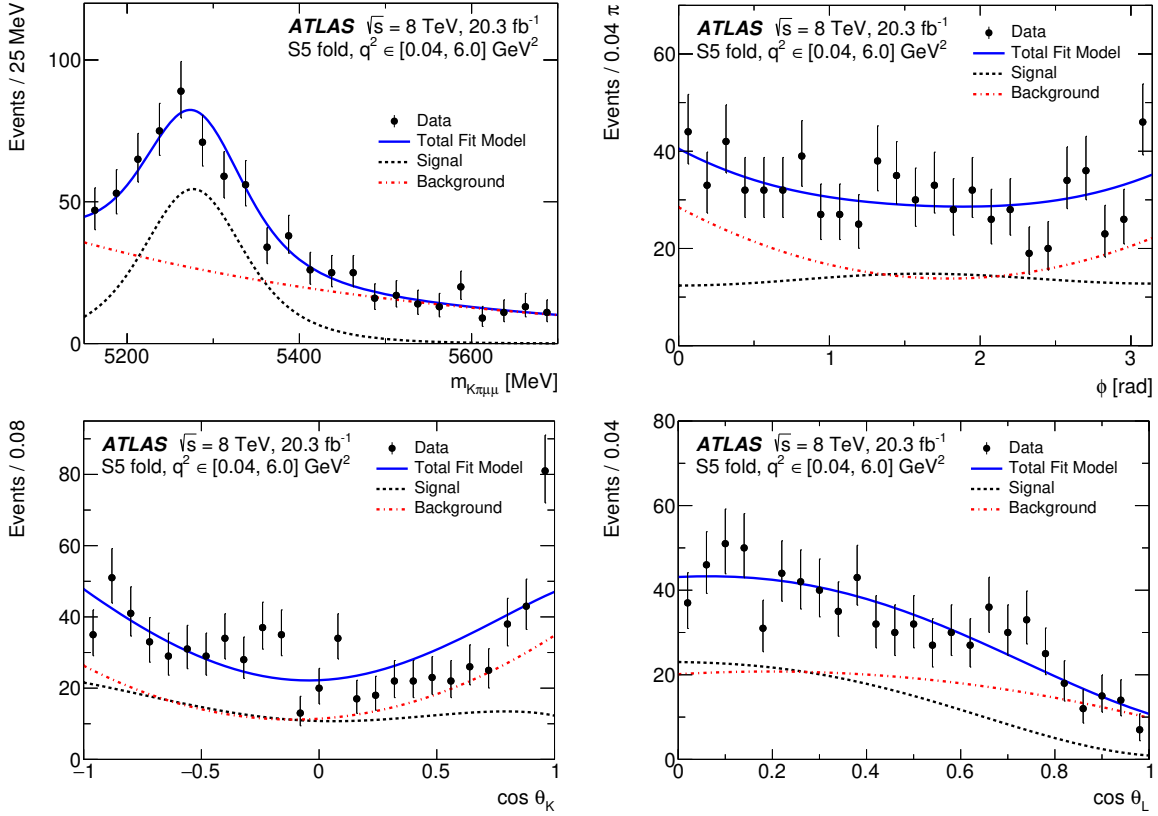 ATLAS √s = 8 TeV, 20.3 fb⁻¹
S5 fold, q² ∈ [0.04, 6.0] GeV²
Data
Total Fit Model
Signal
Background
Events / 25 MeV
100
50
0
5200 5400 5600
m_Kπμμ [MeV]
ATLAS √s = 8 TeV, 20.3 fb⁻¹
S5 fold, q² ∈ [0.04, 6.0] GeV²
Data
Total Fit Model
Signal
Background
Events / 0.04 π
60
40
20
0
0 1 2 3
ϕ [rad]
ATLAS √s = 8 TeV, 20.3 fb⁻¹
S5 fold, q² ∈ [0.04, 6.0] GeV²
Data
Total Fit Model
Signal
Background
Events / 0.08
80
60
40
20
0
−1 −0.5 0 0.5 1
cos θ_K
ATLAS √s = 8 TeV, 20.3 fb⁻¹
S5 fold, q² ∈ [0.04, 6.0] GeV²
Data
Total Fit Model
Signal
Background
Events / 0.04
80
60
40
20
0
0 0.2 0.4 0.6 0.8 1
cos θ_L